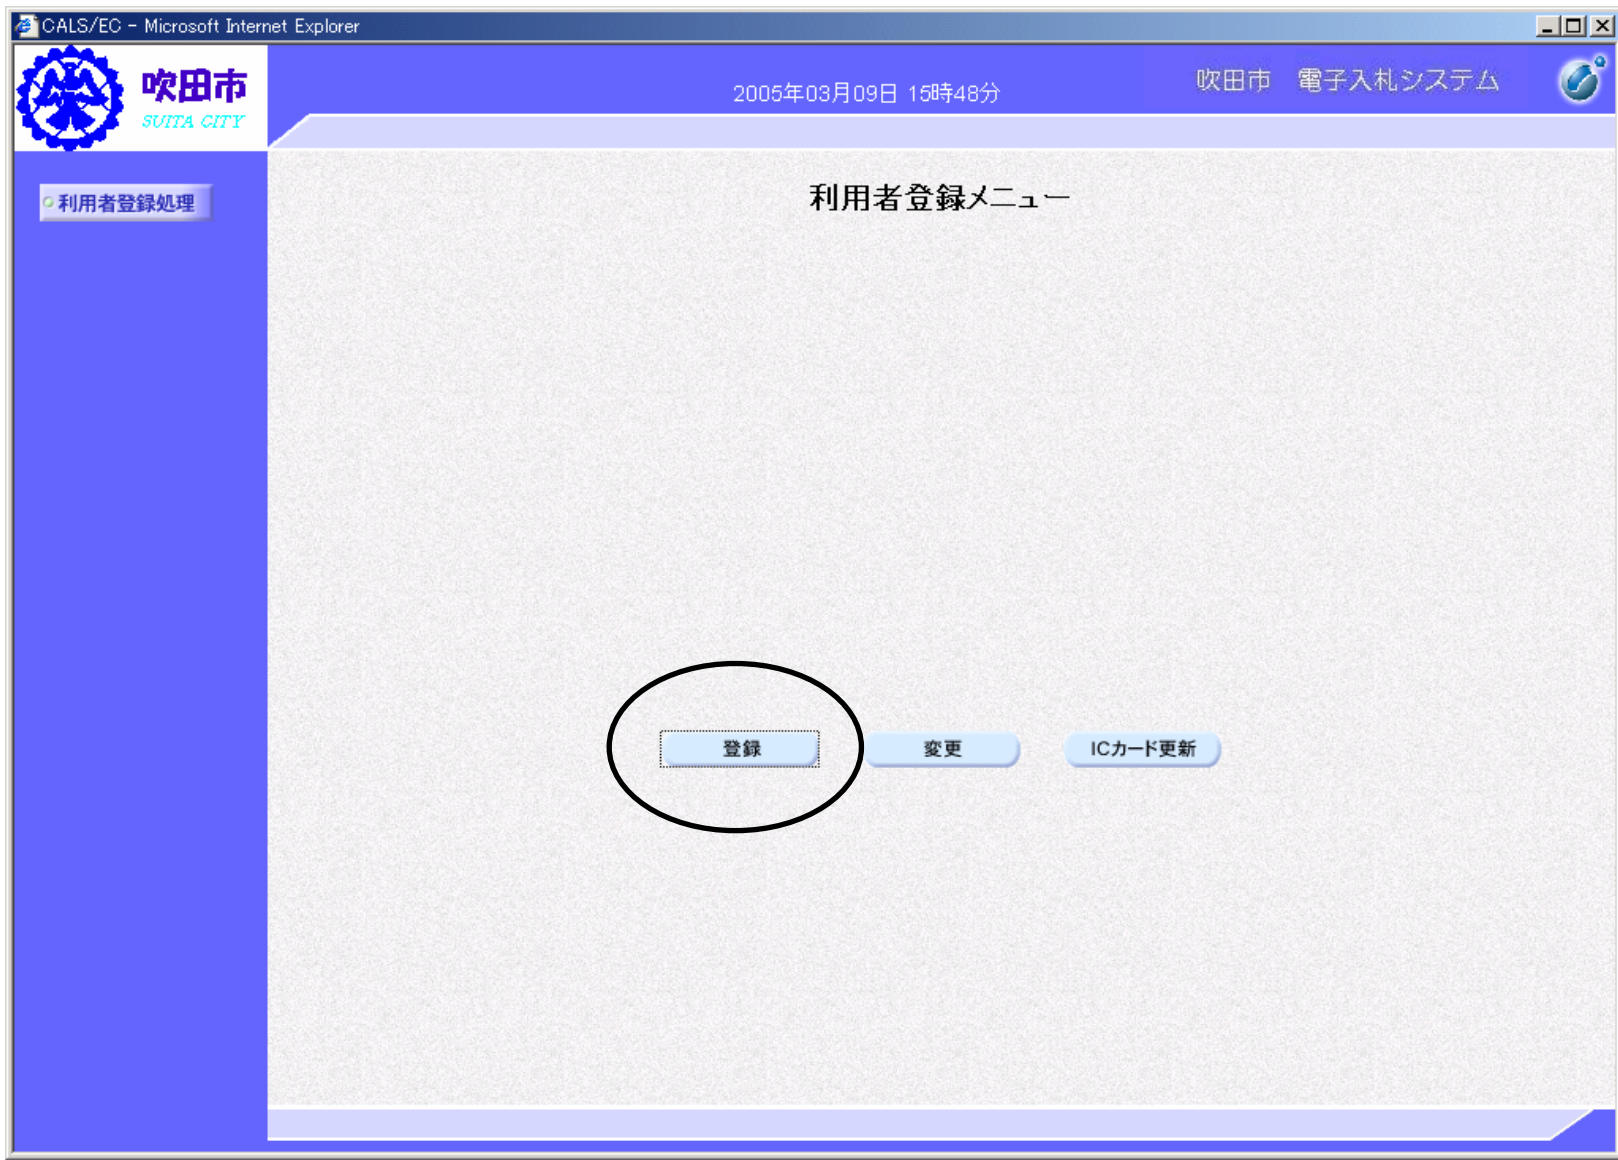 CALS/EC - Microsoft Internet Explorer
吹田市
SUITA CITY
2005年03月09日 15時48分
吹田市 電子入札システム
利用者登録処理
利用者登録メニュー
登録
変更
ICカード更新